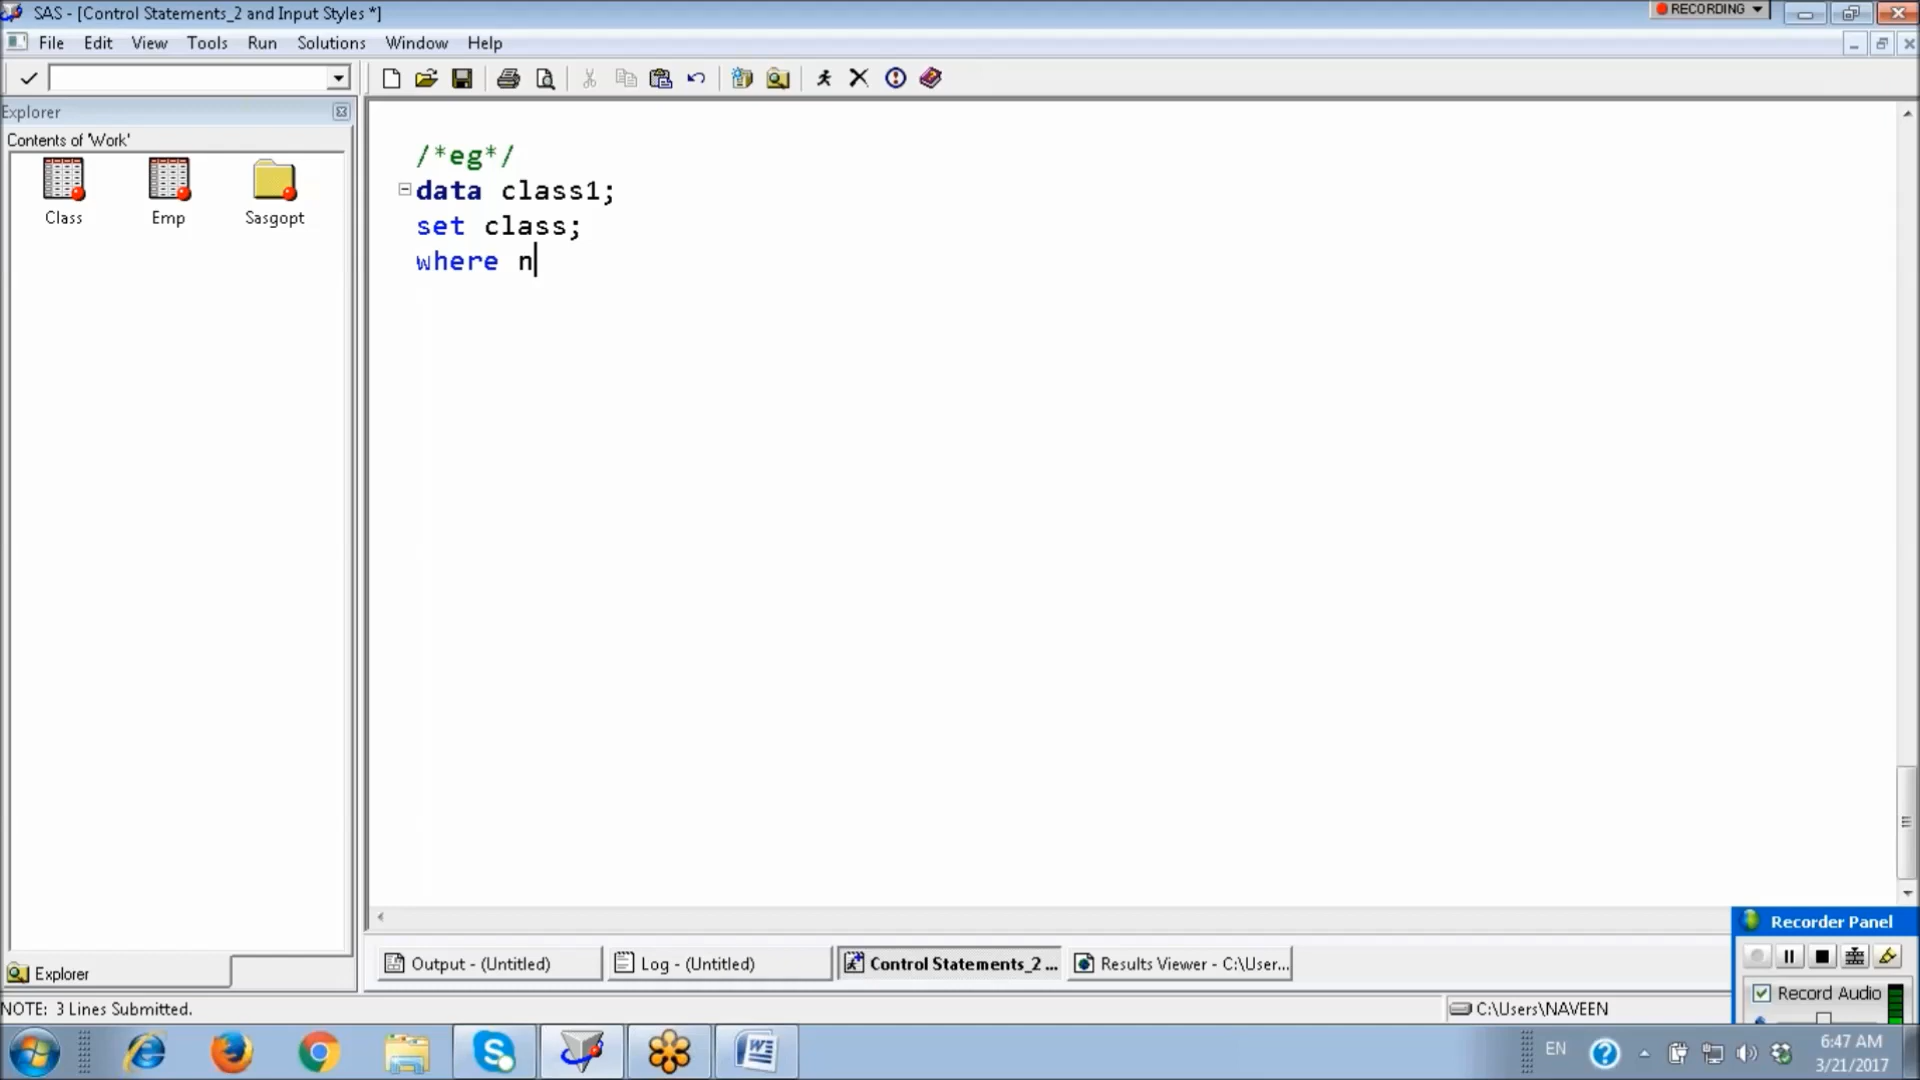 SAS - [Control Statements_2 and Input Styles *]
RECORDING
File Edit View Tools Run Solutions Window Help
Explorer
Contents of 'Work'
Class Emp Sasgopt
/*eg*/
data class1;
set class;
where n
Recorder Panel
Record Audio
Output - (Untitled) Log - (Untitled) Control Statements_2 ... Results Viewer - C:\User...
Explorer
NOTE: 3 Lines Submitted.
C:\Users\NAVEEN
EN
6:47 AM
3/21/2017